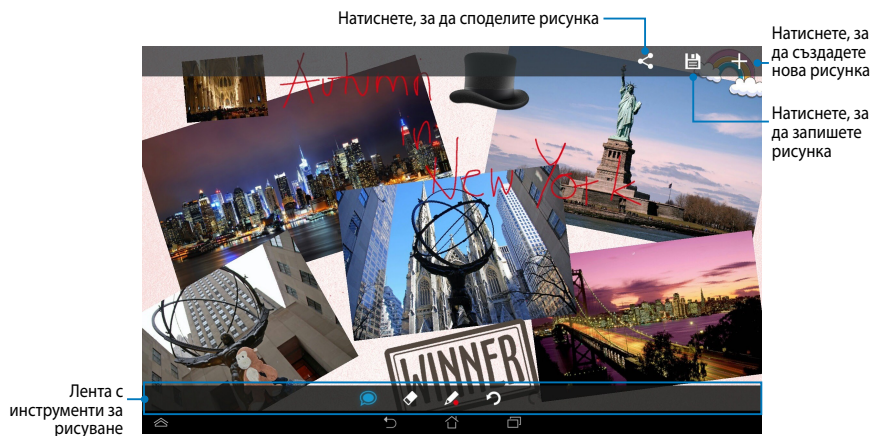 Натиснете, за да споделите рисунка
Натиснете, за
да създадете
нова рисунка
Натиснете, за
да запишете
рисунка
Autumn
in
New York
WINNER
Лента с
инструменти за
рисуване